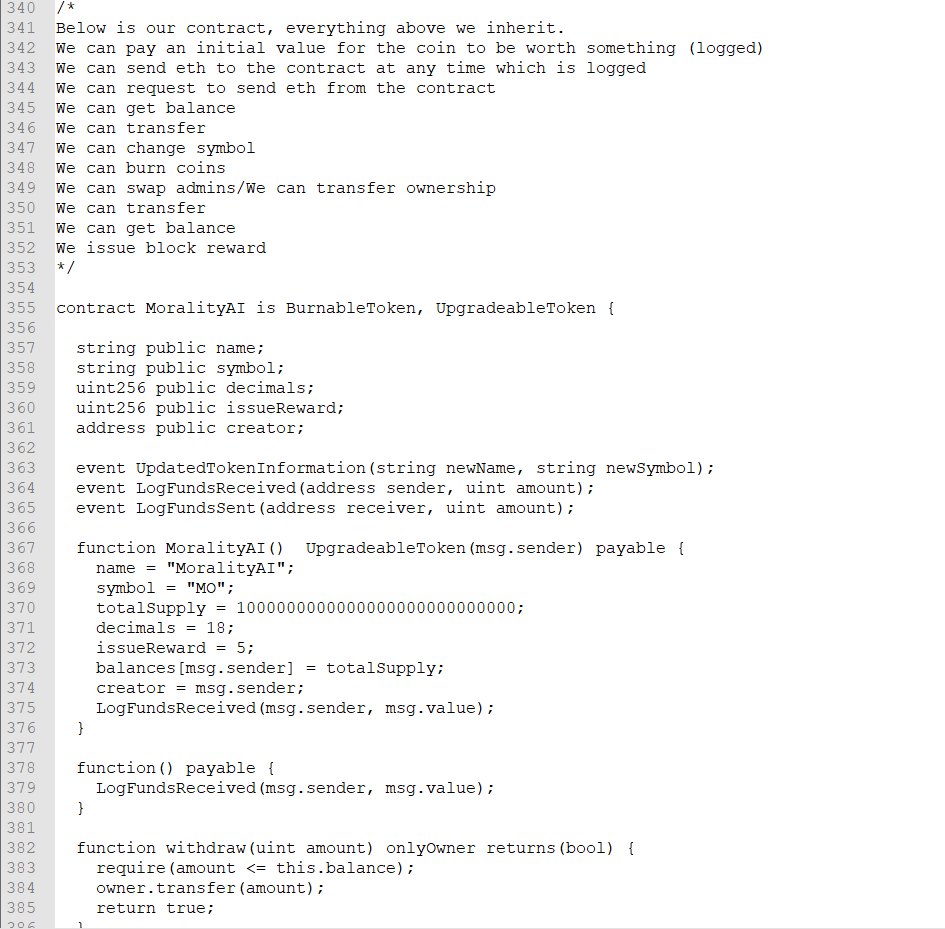 340 /*
341 Below is our contract, everything above we inherit.
342 We can pay an initial value for the coin to be worth something (logged)
343 We can send eth to the contract at any time which is logged
344 We can request to send eth from the contract
345 We can get balance
346 We can transfer
347 We can change symbol
348 We can burn coins
349 We can swap admins/We can transfer ownership
350 We can transfer
351 We can get balance
352 We issue block reward
353 */
354
355 contract MoralityAI is BurnableToken, UpgradeableToken {
356
357 string public name;
358 string public symbol;
359 uint256 public decimals;
360 uint256 public issueReward;
361 address public creator;
362
363 event UpdatedTokenInformation(string newName, string newSymbol);
364 event LogFundsReceived(address sender, uint amount);
365 event LogFundsSent(address receiver, uint amount);
366
367 function MoralityAI()  UpgradeableToken(msg.sender) payable {
368 name = "MoralityAI";
369 symbol = "MO";
370 totalSupply = 1000000000000000000000000000;
371 decimals = 18;
372 issueReward = 5;
373 balances[msg.sender] = totalSupply;
374 creator = msg.sender;
375 LogFundsReceived(msg.sender, msg.value);
376 }
377
378 function() payable {
379 LogFundsReceived(msg.sender, msg.value);
380 }
381
382 function withdraw(uint amount) onlyOwner returns(bool) {
383 require(amount <= this.balance);
384 owner.transfer(amount);
385 return true;